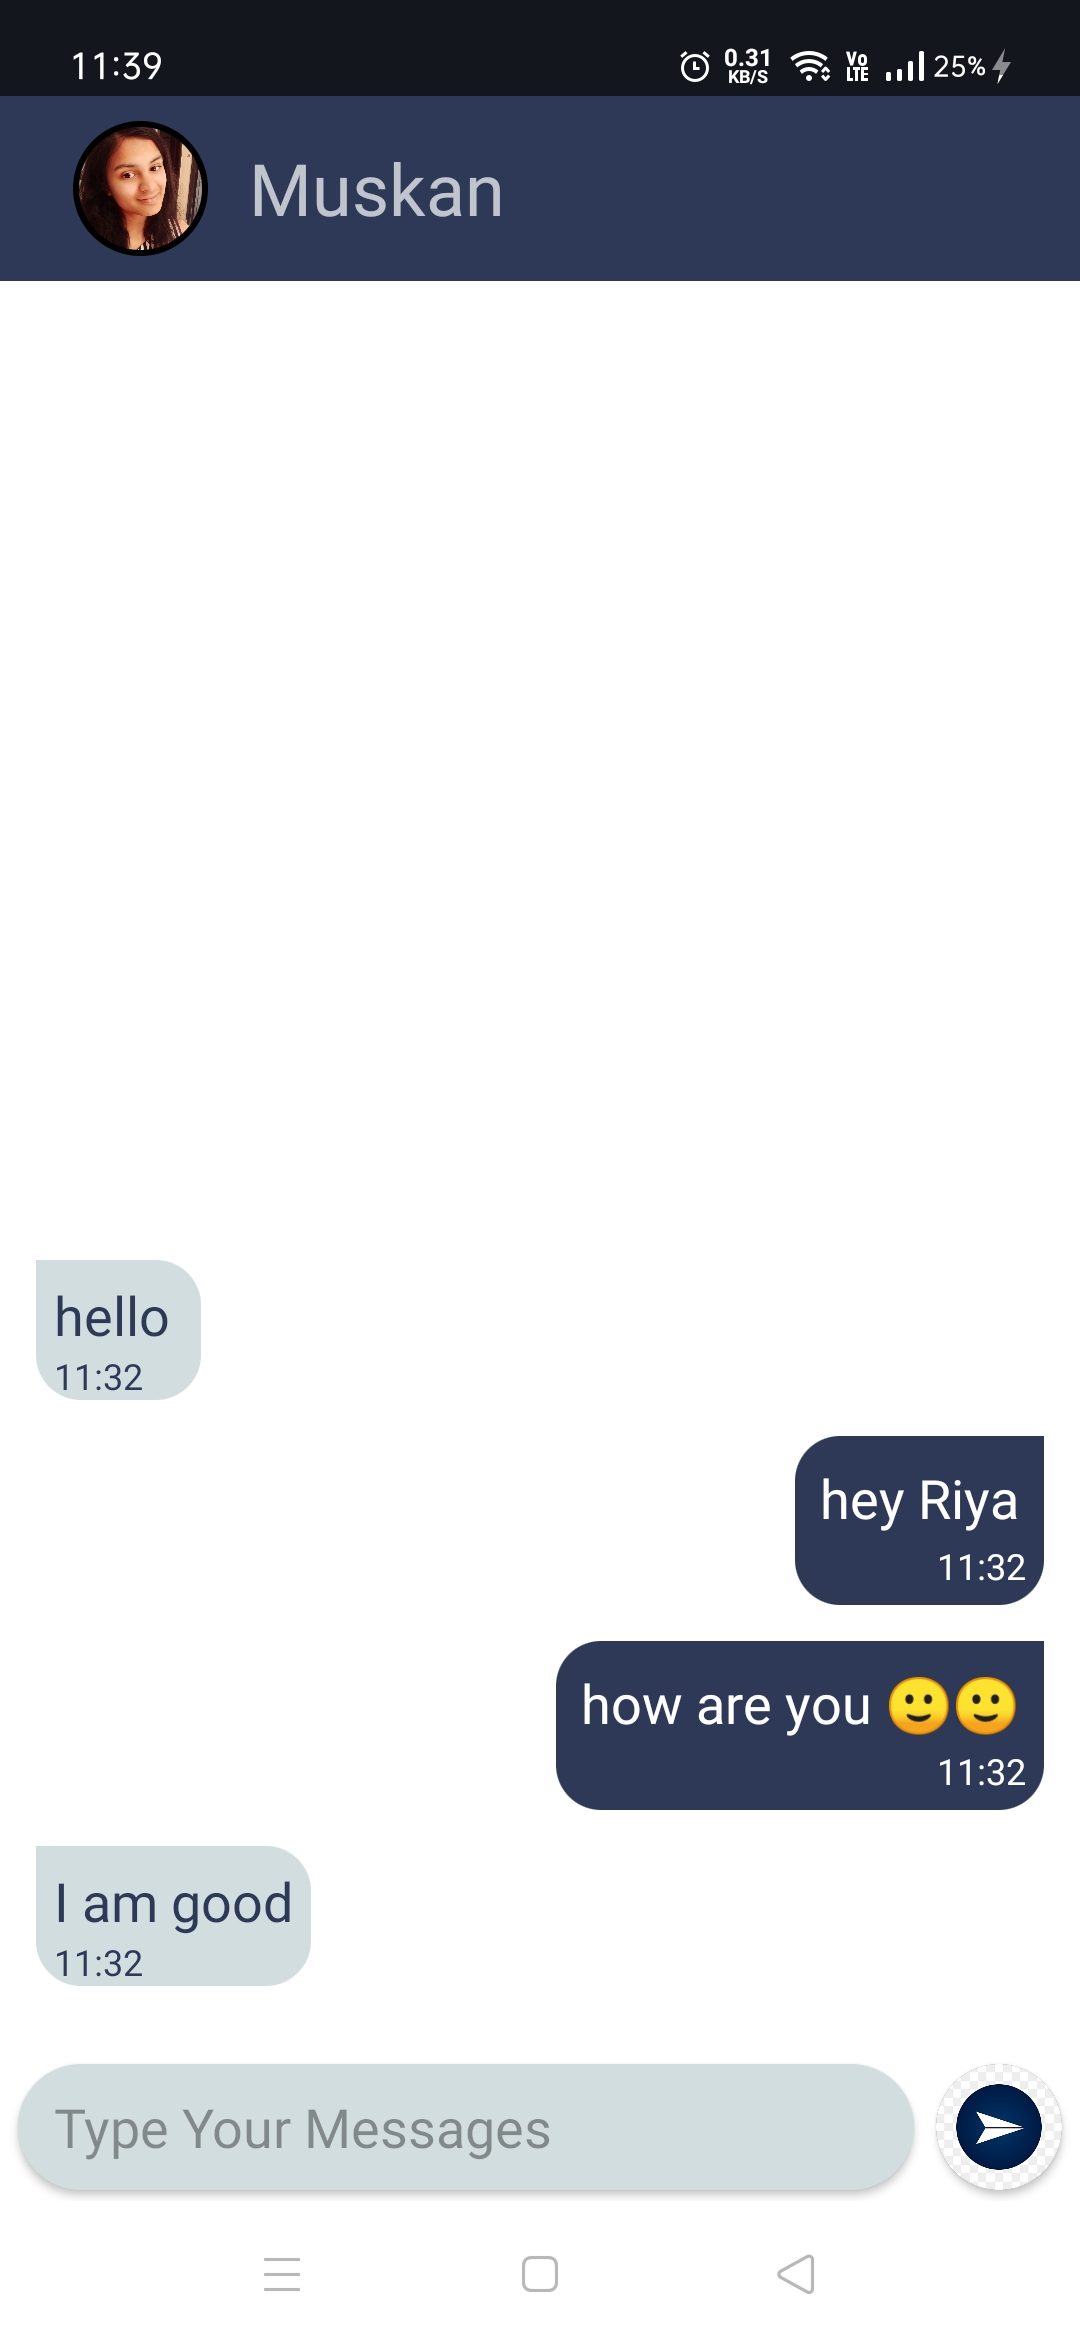 11:39 0.31 KB/S Vo LTE 25%
Muskan
hello
11:32
hey Riya
11:32
how are you 🙂🙂
11:32
I am good
11:32
Type Your Messages